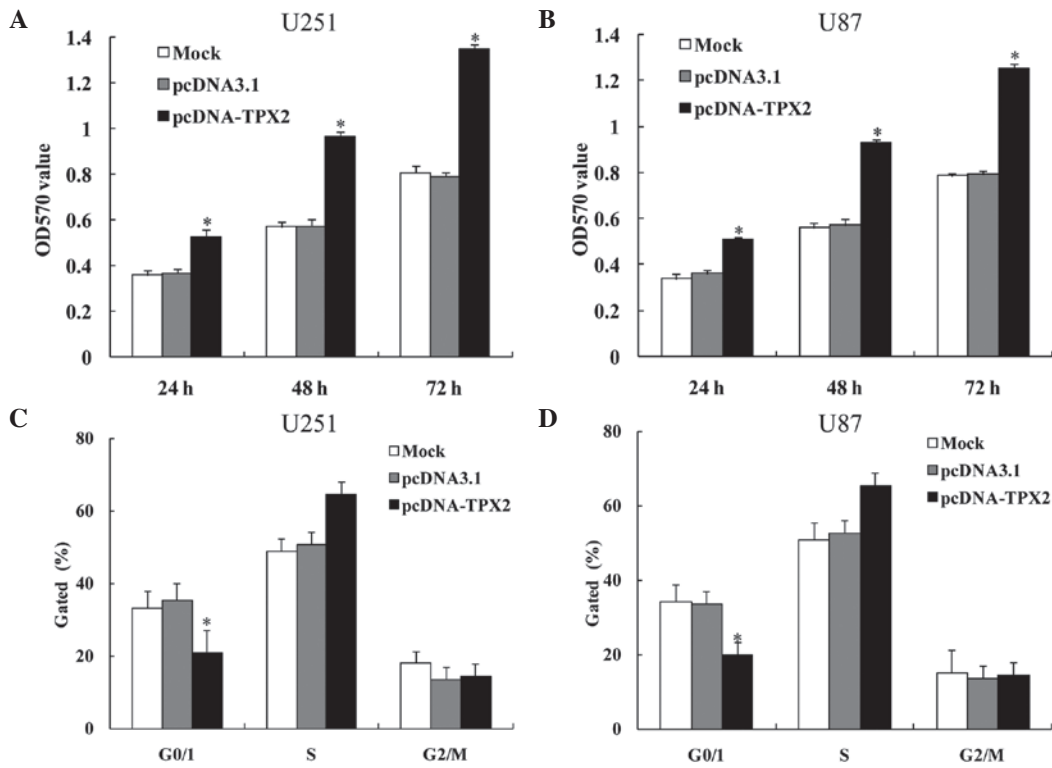 A
U251
1.4
1.2
1
0.8
0.6
0.4
0.2
0
OD570 value
Mock
pcDNA3.1
pcDNA-TPX2
*
*
*
24 h
48 h
72 h
B
U87
1.4
1.2
1
0.8
0.6
0.4
0.2
0
OD570 value
Mock
pcDNA3.1
pcDNA-TPX2
*
*
*
24 h
48 h
72 h
C
U251
80
60
40
20
0
Gated (%)
Mock
pcDNA3.1
pcDNA-TPX2
*
G0/1
S
G2/M
D
U87
80
60
40
20
0
Gated (%)
Mock
pcDNA3.1
pcDNA-TPX2
*
G0/1
S
G2/M